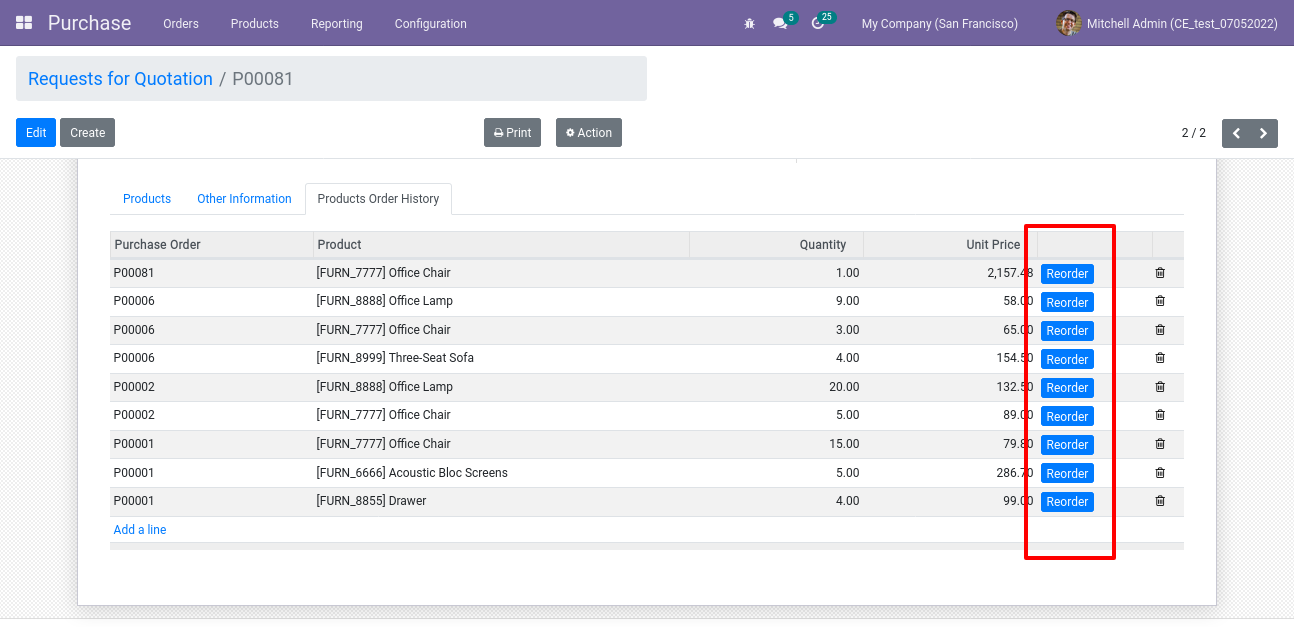 Purchase Orders Products Reporting Configuration 5 25 My Company (San Francisco) Mitchell Admin (CE_test_07052022)
Requests for Quotation / P00081
Edit Create Print Action 2 / 2
Products Other Information Products Order History
Purchase Order Product Quantity Unit Price
P00081 [FURN_7777] Office Chair 1.00 2,157.48 Reorder
P00006 [FURN_8888] Office Lamp 9.00 58.00 Reorder
P00006 [FURN_7777] Office Chair 3.00 65.00 Reorder
P00006 [FURN_8999] Three-Seat Sofa 4.00 154.50 Reorder
P00002 [FURN_8888] Office Lamp 20.00 132.50 Reorder
P00002 [FURN_7777] Office Chair 5.00 89.00 Reorder
P00001 [FURN_7777] Office Chair 15.00 79.80 Reorder
P00001 [FURN_6666] Acoustic Bloc Screens 5.00 286.70 Reorder
P00001 [FURN_8855] Drawer 4.00 99.00 Reorder
Add a line